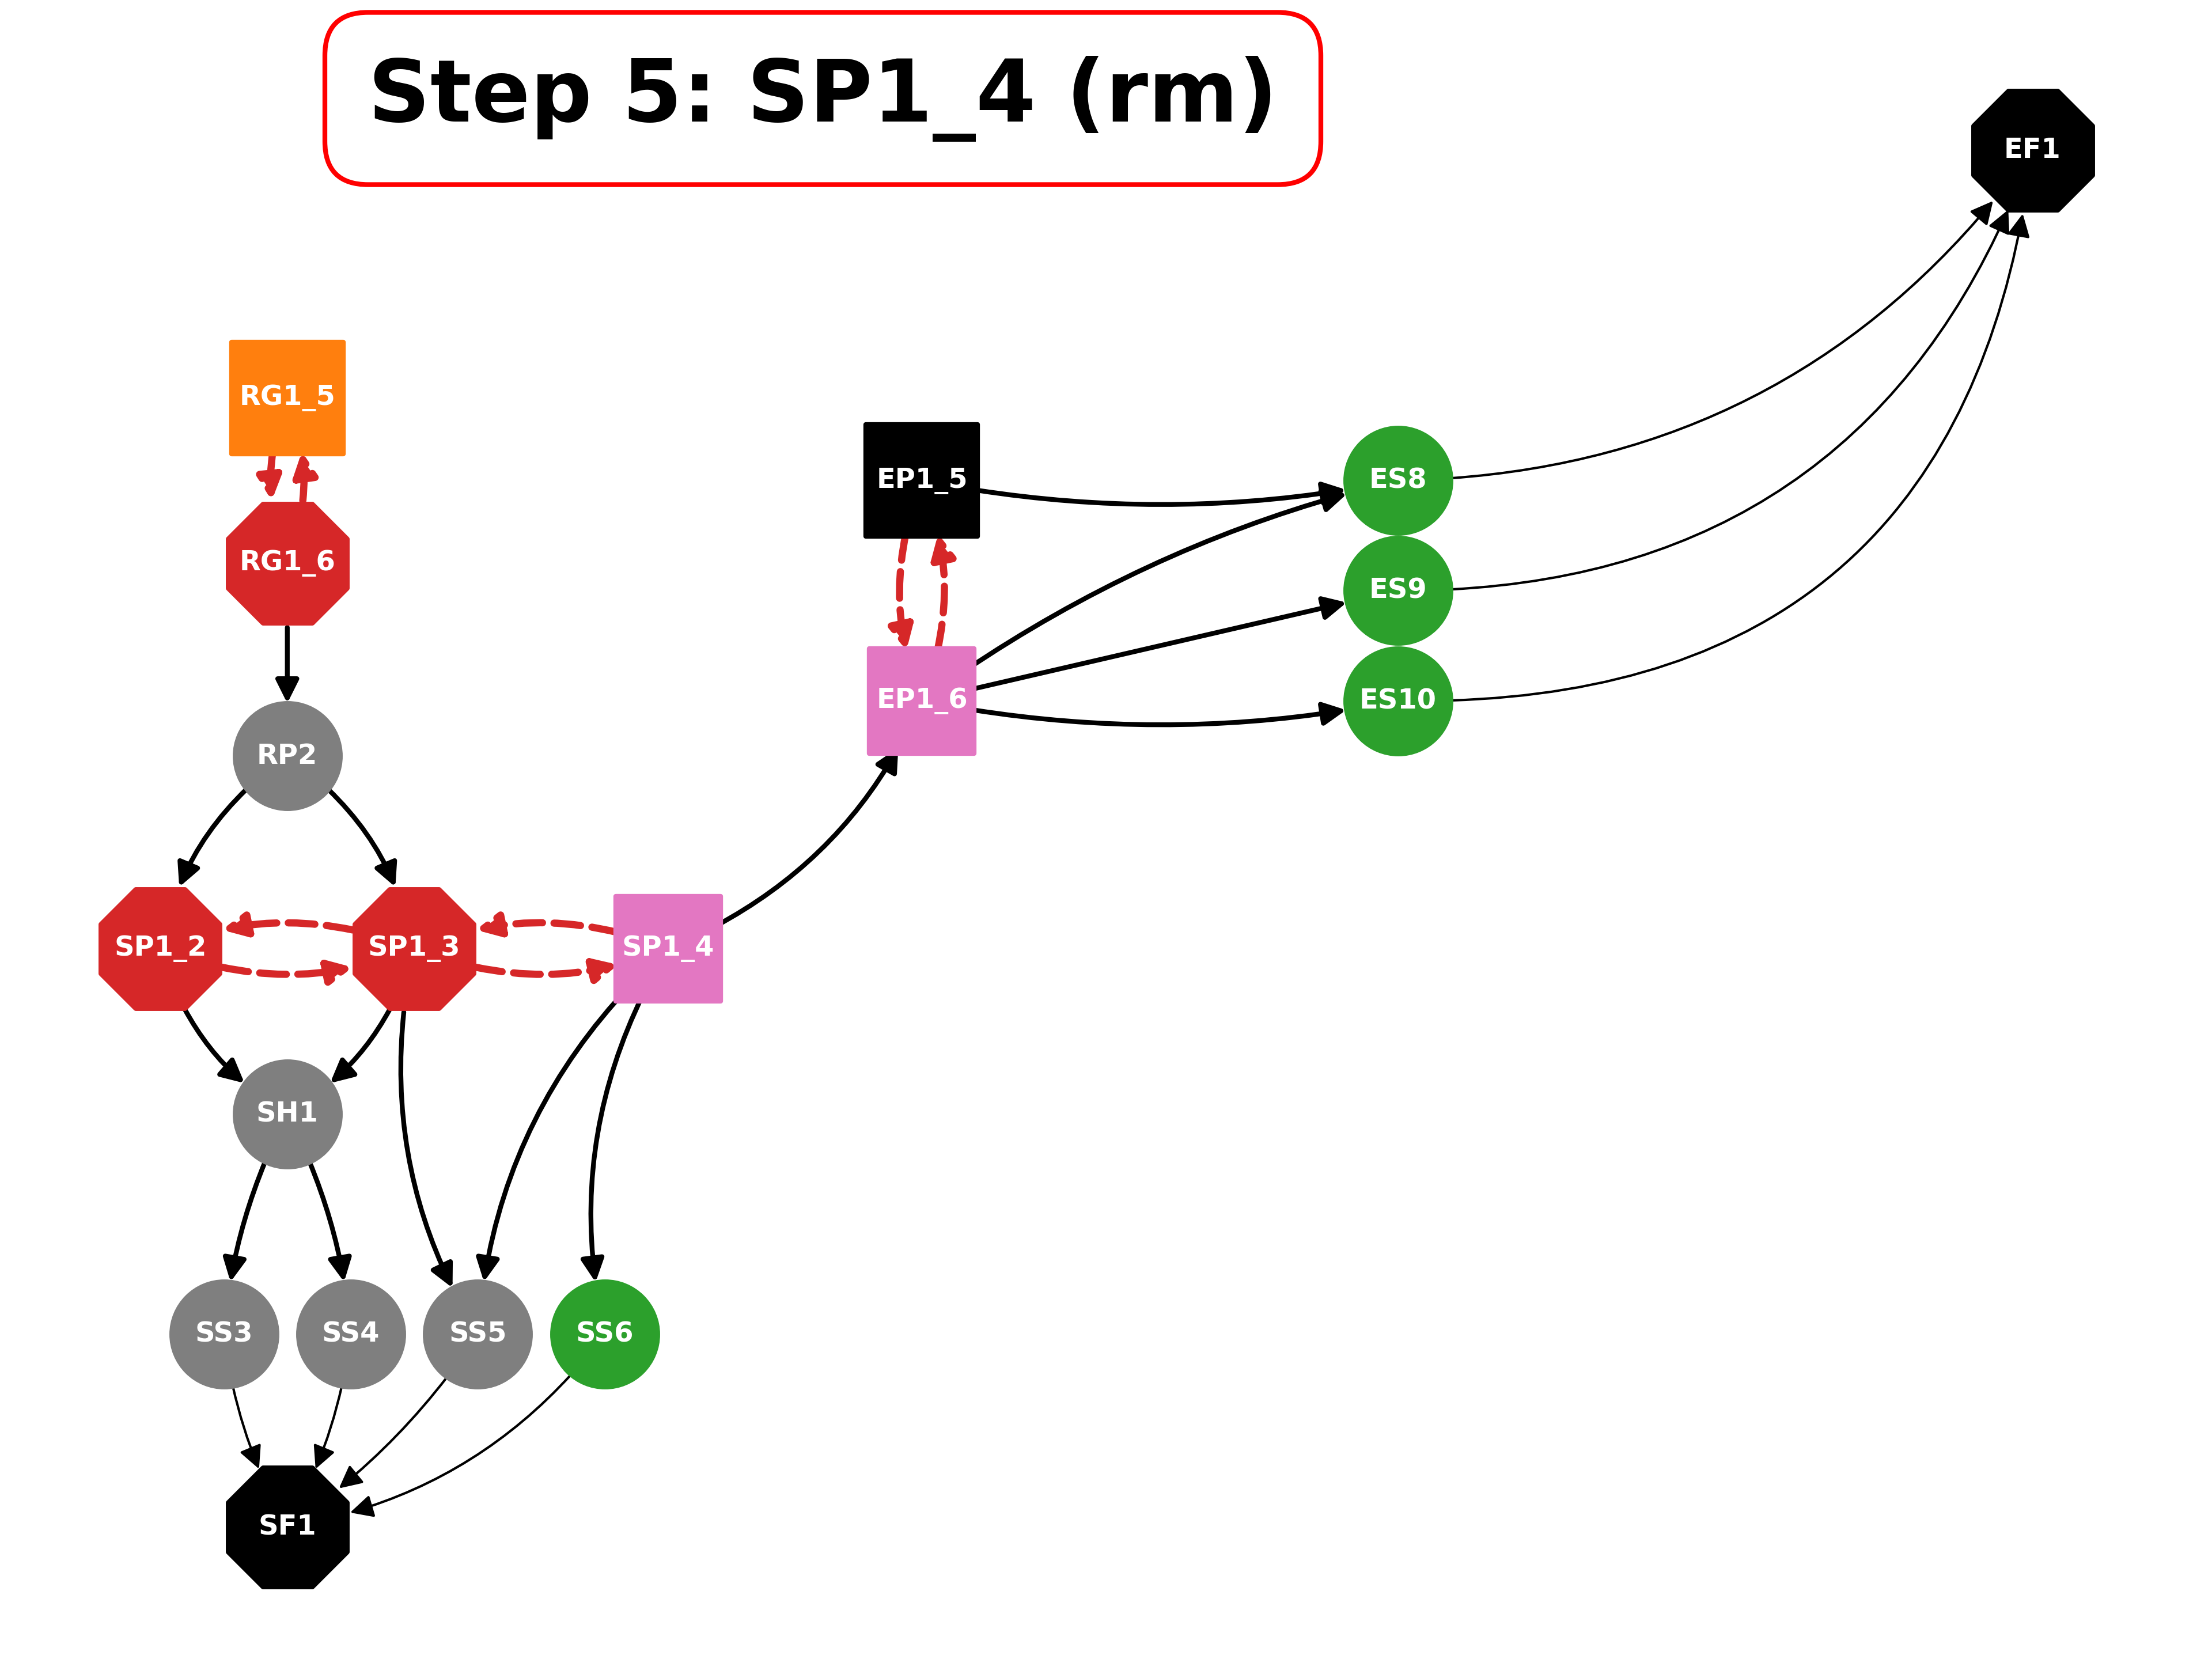 Step 5: SP1_4 (rm)
EF1
RG1_5
EP1_5
ES8
RG1_6
ES9
EP1_6
ES10
RP2
SP1_2
SP1_3
SP1_4
SH1
SS3
SS4
SS5
SS6
SF1